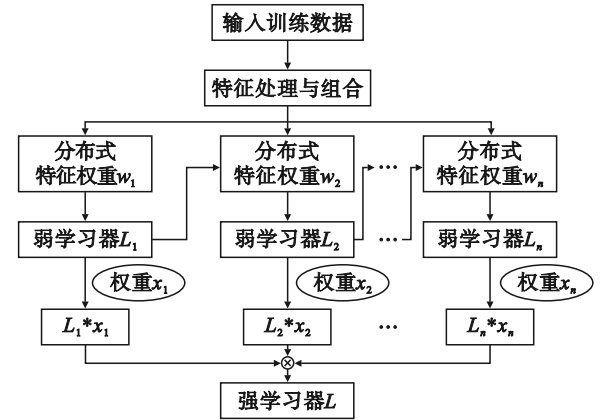 输入训练数据
特征处理与组合
分布式
特征权重w₁
分布式
特征权重w₂
...
分布式
特征权重wₙ
弱学习器L₁
弱学习器L₂
...
弱学习器Lₙ
权重x₁
权重x₂
权重xₙ
L₁*x₁
L₂*x₂
...
Lₙ*xₙ
强学习器L